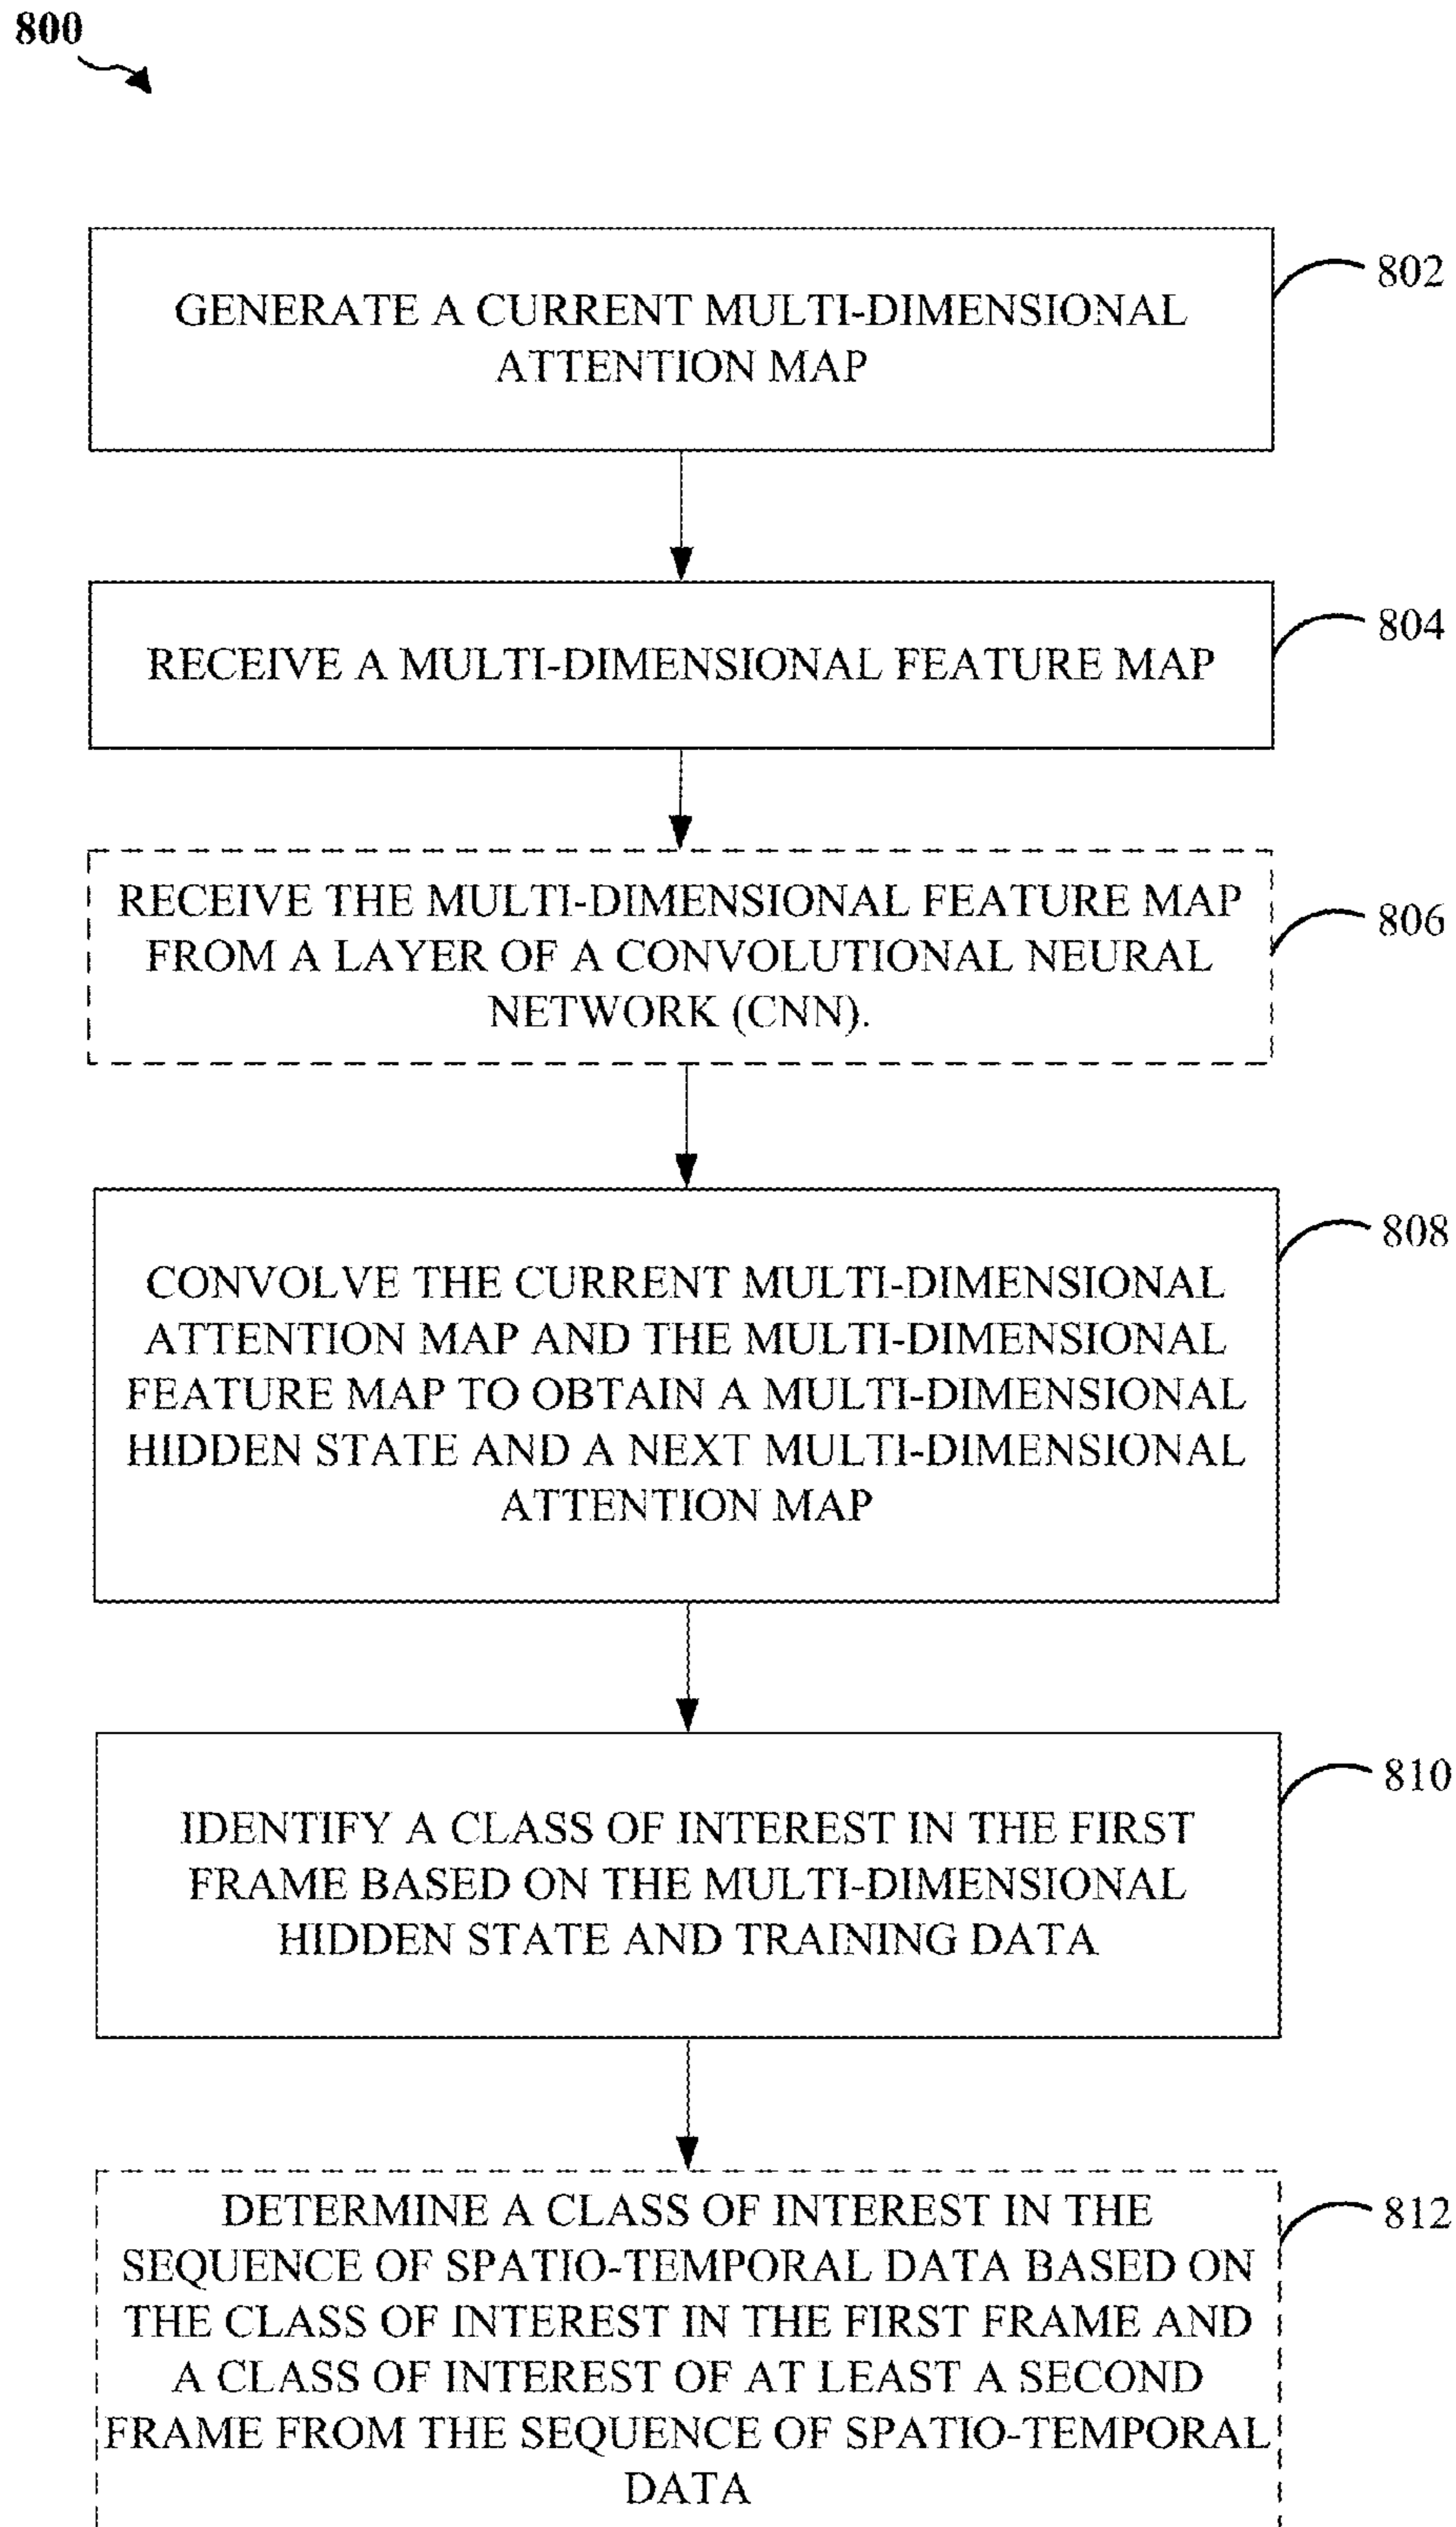 800
GENERATE A CURRENT MULTI-DIMENSIONAL
ATTENTION MAP
802
RECEIVE A MULTI-DIMENSIONAL FEATURE MAP
804
RECEIVE THE MULTI-DIMENSIONAL FEATURE MAP
FROM A LAYER OF A CONVOLUTIONAL NEURAL
NETWORK (CNN).
806
CONVOLVE THE CURRENT MULTI-DIMENSIONAL
ATTENTION MAP AND THE MULTI-DIMENSIONAL
FEATURE MAP TO OBTAIN A MULTI-DIMENSIONAL
HIDDEN STATE AND A NEXT MULTI-DIMENSIONAL
ATTENTION MAP
808
IDENTIFY A CLASS OF INTEREST IN THE FIRST
FRAME BASED ON THE MULTI-DIMENSIONAL
HIDDEN STATE AND TRAINING DATA
810
DETERMINE A CLASS OF INTEREST IN THE
SEQUENCE OF SPATIO-TEMPORAL DATA BASED ON
THE CLASS OF INTEREST IN THE FIRST FRAME AND
A CLASS OF INTEREST OF AT LEAST A SECOND
FRAME FROM THE SEQUENCE OF SPATIO-TEMPORAL
DATA
812